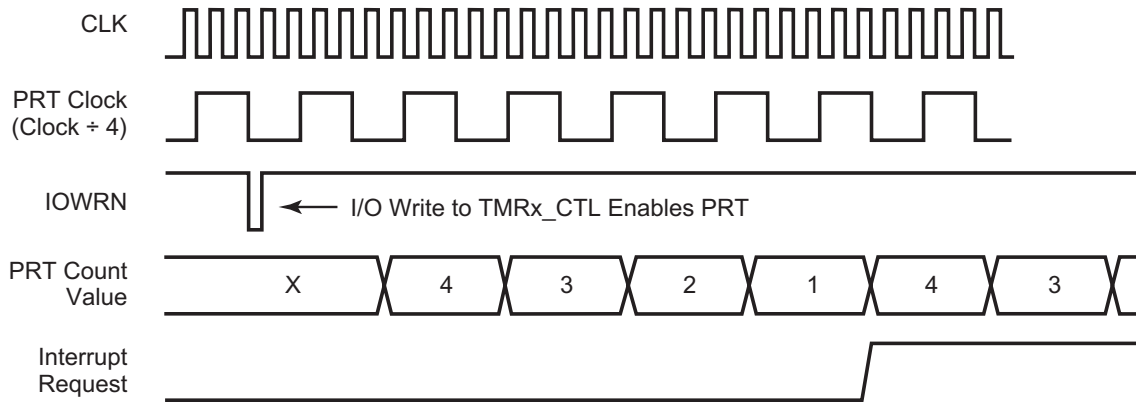 CLK
PRT Clock
(Clock ÷ 4)
IOWRN
I/O Write to TMRx_CTL Enables PRT
PRT Count
Value
X 4 3 2 1 4 3
Interrupt
Request